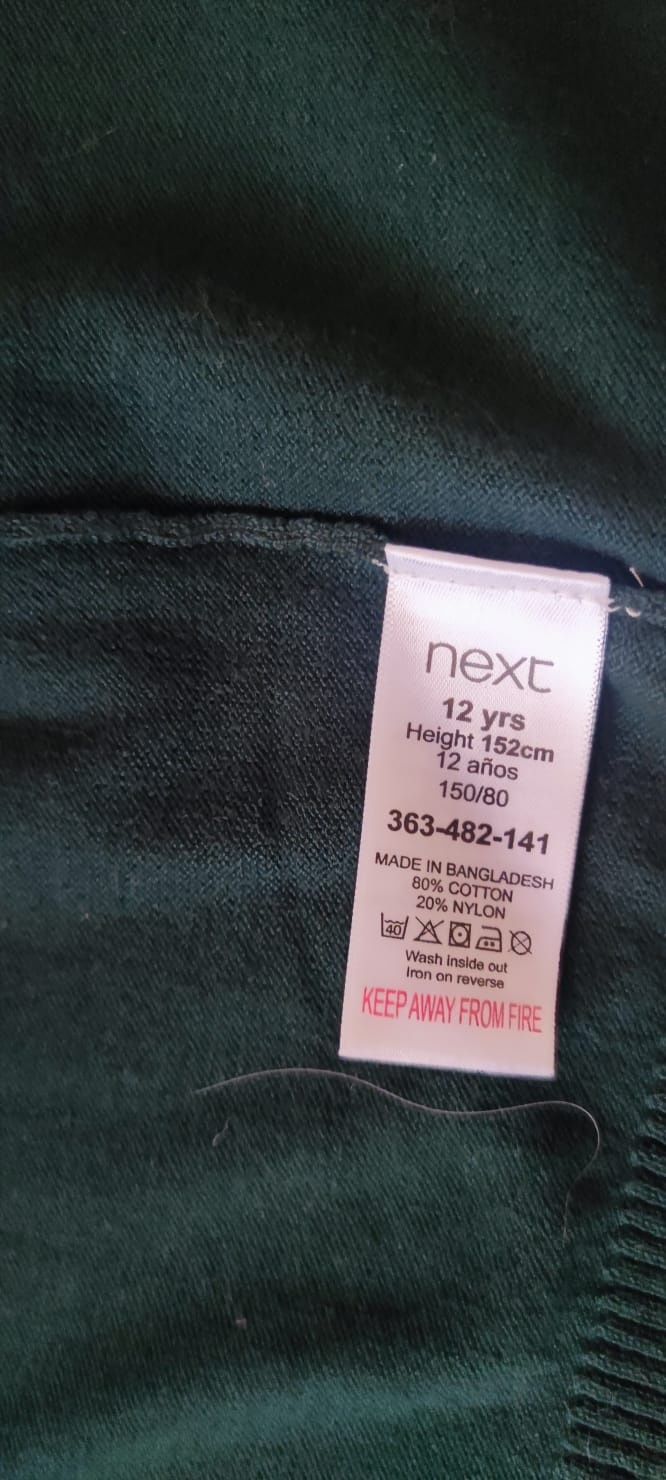 next
12 yrs
Height 152cm
12 años
150/80
363-482-141
MADE IN BANGLADESH
80% COTTON
20% NYLON
40
Wash inside out
Iron on reverse
KEEP AWAY FROM FIRE